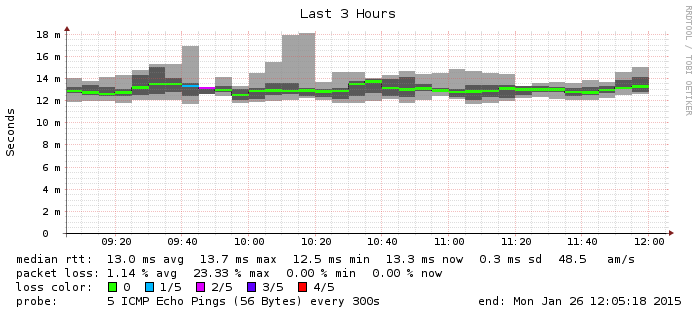 Last 3 Hours
RRDTOOL / TOBI OETIKER
Seconds
18 m
16 m
14 m
12 m
10 m
8 m
6 m
4 m
2 m
0
09:20 09:40 10:00 10:20 10:40 11:00 11:20 11:40 12:00
median rtt: 13.0 ms avg 13.7 ms max 12.5 ms min 13.3 ms now 0.3 ms sd 48.5 am/s
packet loss: 1.14 % avg 23.33 % max 0.00 % min 0.00 % now
loss color: 0 1/5 2/5 3/5 4/5
probe: 5 ICMP Echo Pings (56 Bytes) every 300s end: Mon Jan 26 12:05:18 2015